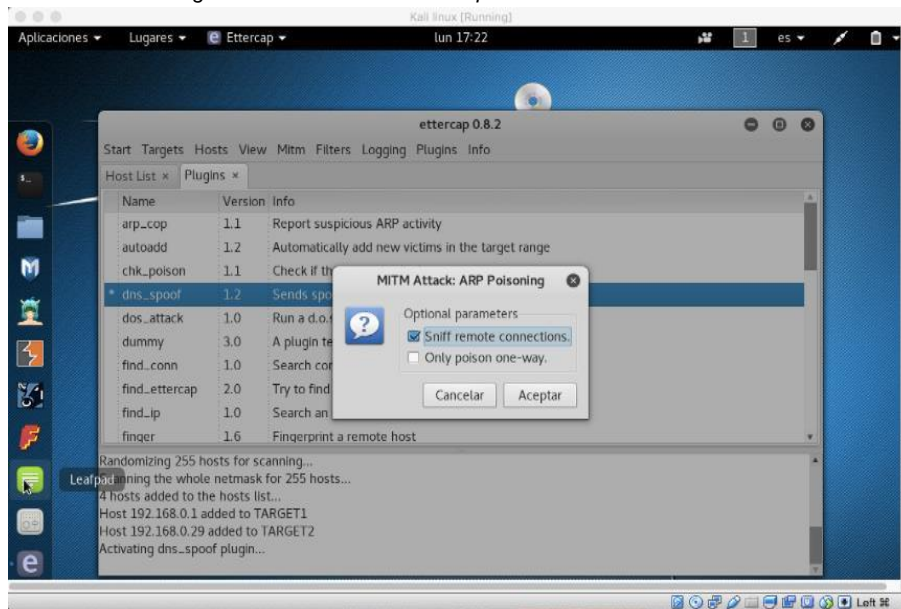 Kali linux [Running]
Aplicaciones Lugares Ettercap lun 17:22 1 es
ettercap 0.8.2
Start Targets Hosts View Mitm Filters Logging Plugins Info
Host List × Plugins ×
Name Version Info
arp_cop 1.1 Report suspicious ARP activity
autoadd 1.2 Automatically add new victims in the target range
chk_poison 1.1 Check if th
* dns_spoof 1.2 Sends spo
dos_attack 1.0 Run a d.o.s
dummy 3.0 A plugin te
find_conn 1.0 Search con
find_ettercap 2.0 Try to find
find_ip 1.0 Search an
finger 1.6 Fingerprint a remote host
MITM Attack: ARP Poisoning
Optional parameters
Sniff remote connections.
Only poison one-way.
Cancelar Aceptar
Randomizing 255 hosts for scanning...
Leafpad
anning the whole netmask for 255 hosts...
4 hosts added to the hosts list...
Host 192.168.0.1 added to TARGET1
Host 192.168.0.29 added to TARGET2
Activating dns_spoof plugin...
Left ⌘